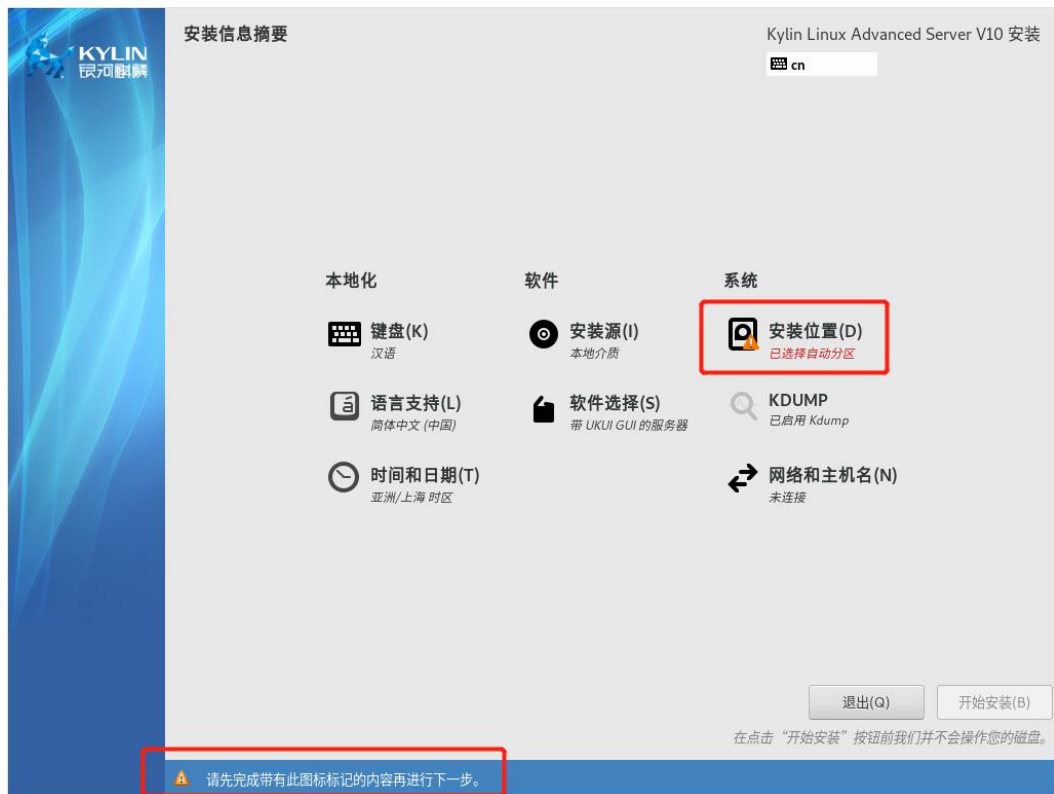 KYLIN
银河麒麟
安装信息摘要
Kylin Linux Advanced Server V10 安装
cn
本地化
键盘(K)
汉语
语言支持(L)
简体中文 (中国)
时间和日期(T)
亚洲/上海 时区
软件
安装源(I)
本地介质
软件选择(S)
带 UKUI GUI 的服务器
系统
安装位置(D)
已选择自动分区
KDUMP
已启用 Kdump
网络和主机名(N)
未连接
退出(Q)
开始安装(B)
在点击“开始安装”按钮前我们并不会操作您的磁盘。
请先完成带有此图标标记的内容再进行下一步。